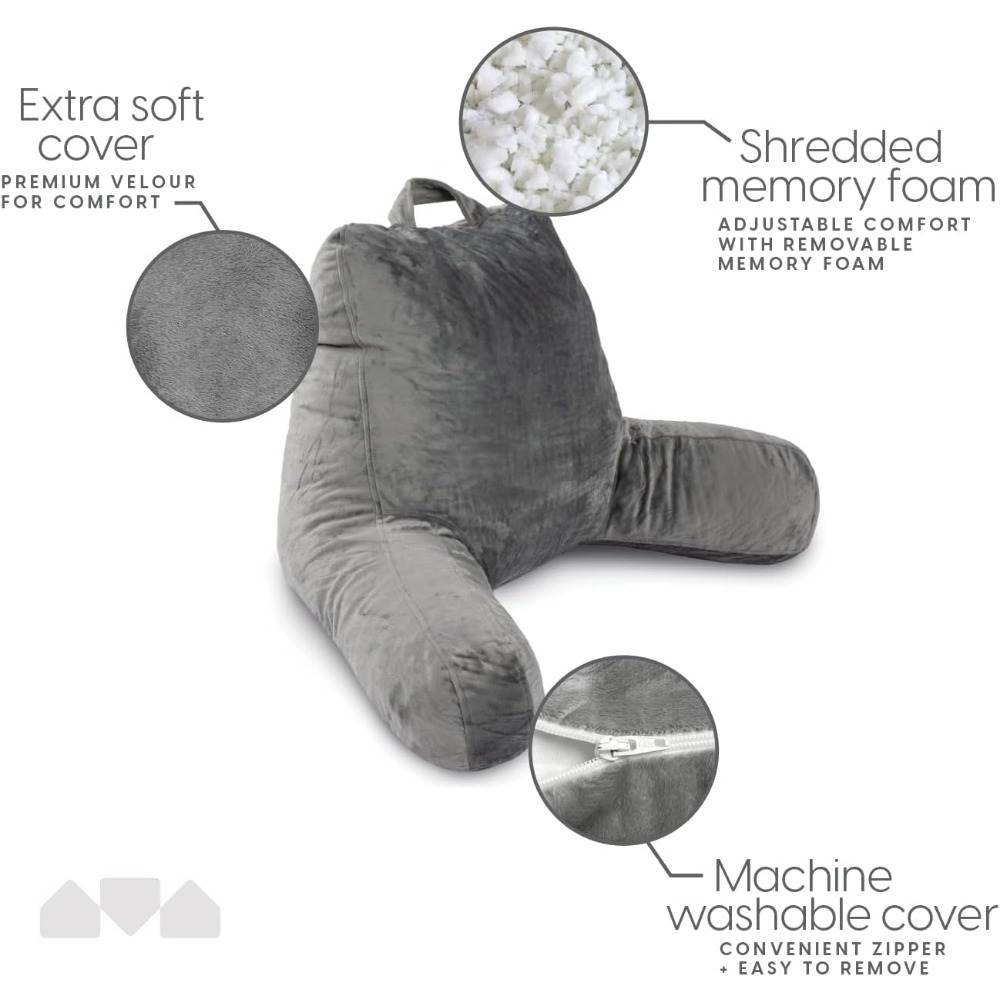 Extra soft
cover
PREMIUM VELOUR
FOR COMFORT
Shredded
memory foam
ADJUSTABLE COMFORT
WITH REMOVABLE
MEMORY FOAM
Machine
washable cover
CONVENIENT ZIPPER
+ EASY TO REMOVE